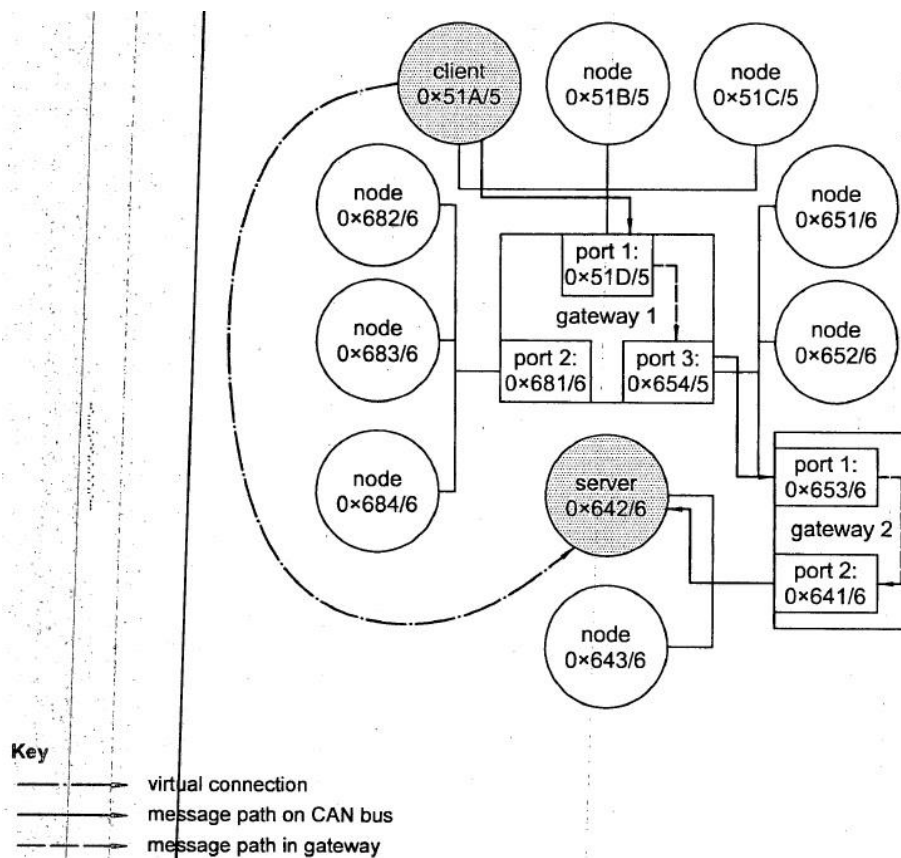 client
0×51A/5
node
0×51B/5
node
0×51C/5
node
0×682/6
node
0×651/6
port 1:
0×51D/5
gateway 1
node
0×683/6
port 2:
0×681/6
port 3:
0×654/5
node
0×652/6
node
0×684/6
server
0×642/6
port 1:
0×653/6
gateway 2
port 2:
0×641/6
node
0×643/6
Key
virtual connection
message path on CAN bus
message path in gateway